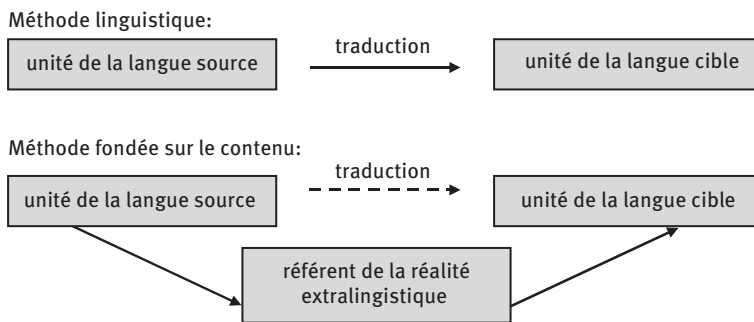 Méthode linguistique:
traduction
unité de la langue source
unité de la langue cible
Méthode fondée sur le contenu:
traduction
unité de la langue source
unité de la langue cible
référent de la réalité
extralingistique